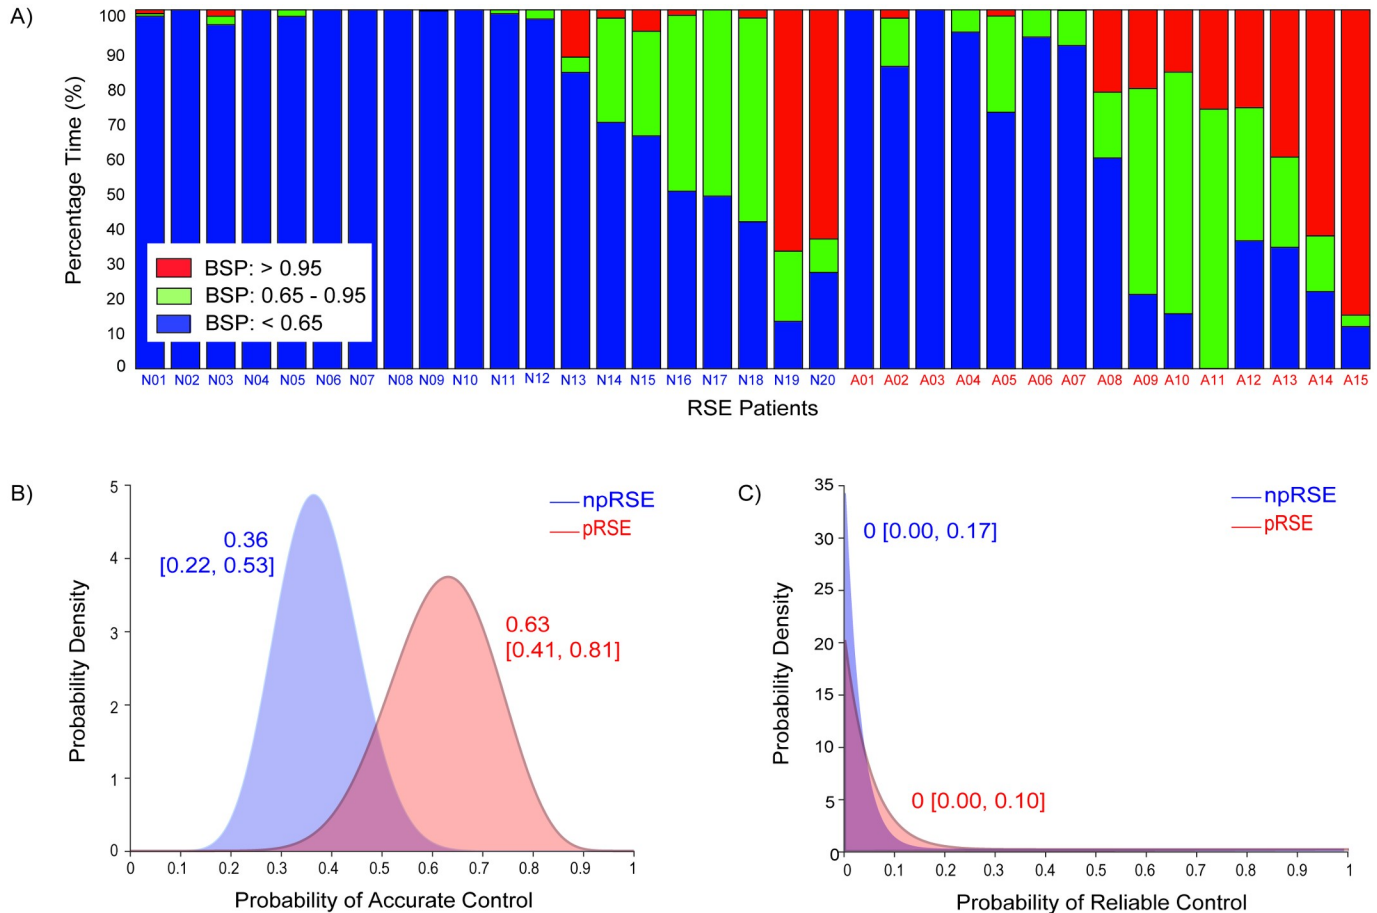 A)
Percentage Time (%)
100
90
80
70
60
50
40
30
20
10
0
BSP: > 0.95
BSP: 0.65 - 0.95
BSP: < 0.65
N01 N02 N03 N04 N05 N06 N07 N08 N09 N10 N11 N12 N13 N14 N15 N16 N17 N18 N19 N20 A01 A02 A03 A04 A05 A06 A07 A08 A09 A10 A11 A12 A13 A14 A15
RSE Patients
B)
Probability Density
5
4
3
2
1
0
npRSE
pRSE
0.36
[0.22, 0.53]
0.63
[0.41, 0.81]
0 0.1 0.2 0.3 0.4 0.5 0.6 0.7 0.8 0.9 1
Probability of Accurate Control
C)
Probability Density
35
30
25
20
15
10
5
0
npRSE
pRSE
0 [0.00, 0.17]
0 [0.00, 0.10]
0 0.1 0.2 0.3 0.4 0.5 0.6 0.7 0.8 0.9 1
Probability of Reliable Control